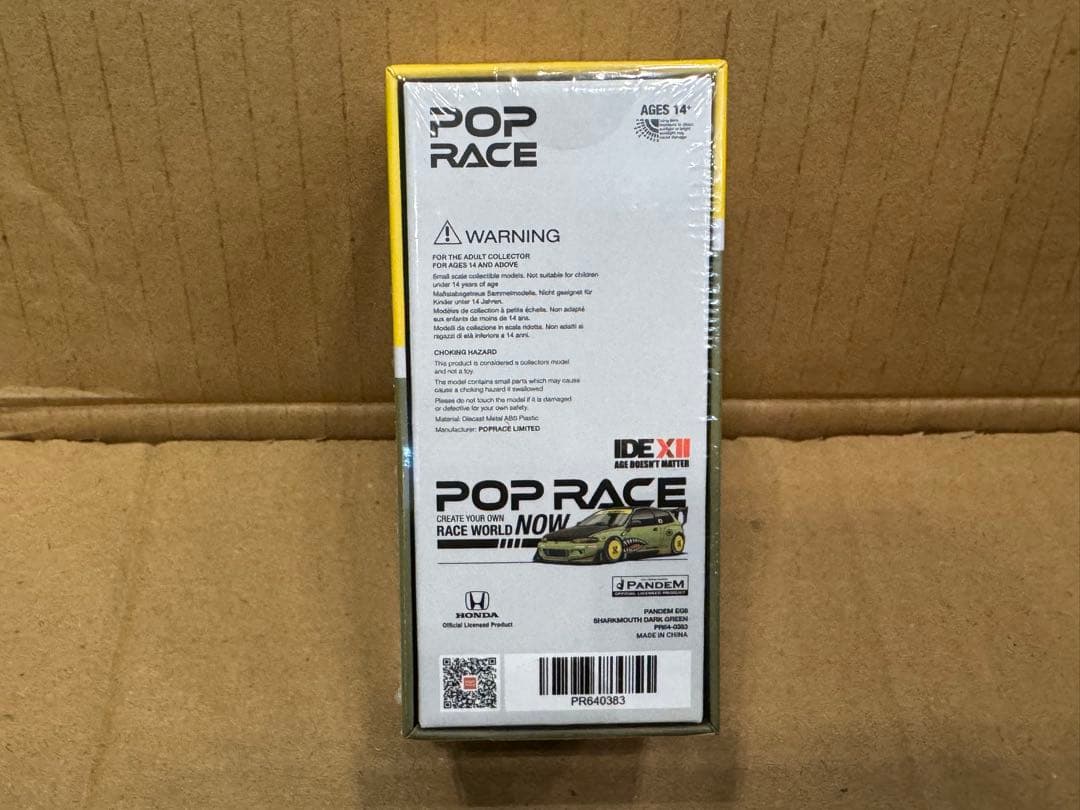 POP
RACE
AGES 14+
WARNING
FOR THE ADULT COLLECTOR
FOR AGES 14 AND ABOVE
Small scale collectible models. Not suitable for children
under 14 years of age
Maßstabsgetreue Sammelmodelle. Nicht geeignet für
Kinder unter 14 Jahren.
Modèles de collection à petite échelle. Non adapté
aux enfants de moins de 14 ans.
Modelli da collezione in scala ridotta. Non adatti ai
ragazzi di età inferiore a 14 anni.
CHOKING HAZARD
This product is considered a collectors model
and not a toy.
The model contains small parts which may cause
cause a choking hazard if swallowed
Please do not touch the model if it is damaged
or defective for your own safety.
Material: Diecast Metal ABS Plastic
Manufacturer: POPRACE LIMITED
IDEXII
AGE DOESN'T MATTER
POP RACE
CREATE YOUR OWN
RACE WORLD NOW
PANDEM
OFFICIAL LICENSED PRODUCT
HONDA
Official Licensed Product
PANDEM EG6
SHARKMOUTH DARK GREEN
PR64-0383
MADE IN CHINA
PR640383